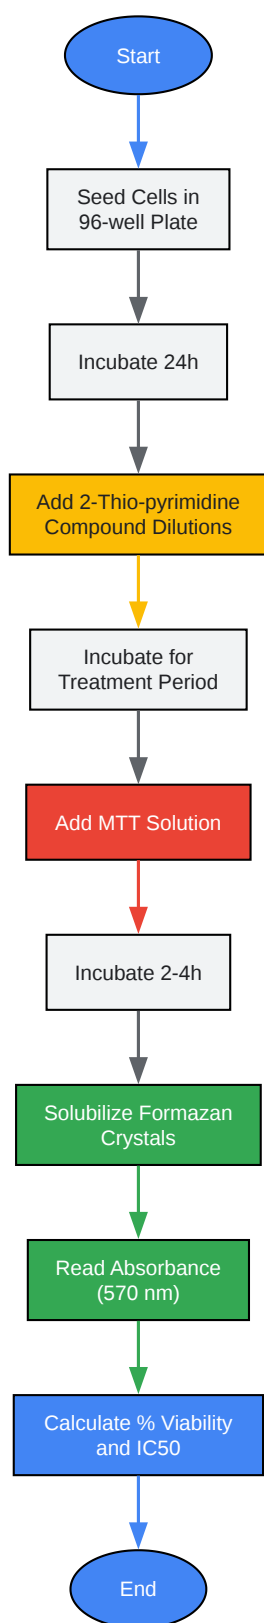 Start
Seed Cells in
96-well Plate
Incubate 24h
Add 2-Thio-pyrimidine
Compound Dilutions
Incubate for
Treatment Period
Add MTT Solution
Incubate 2-4h
Solubilize Formazan
Crystals
Read Absorbance
(570 nm)
Calculate % Viability
and IC50
End